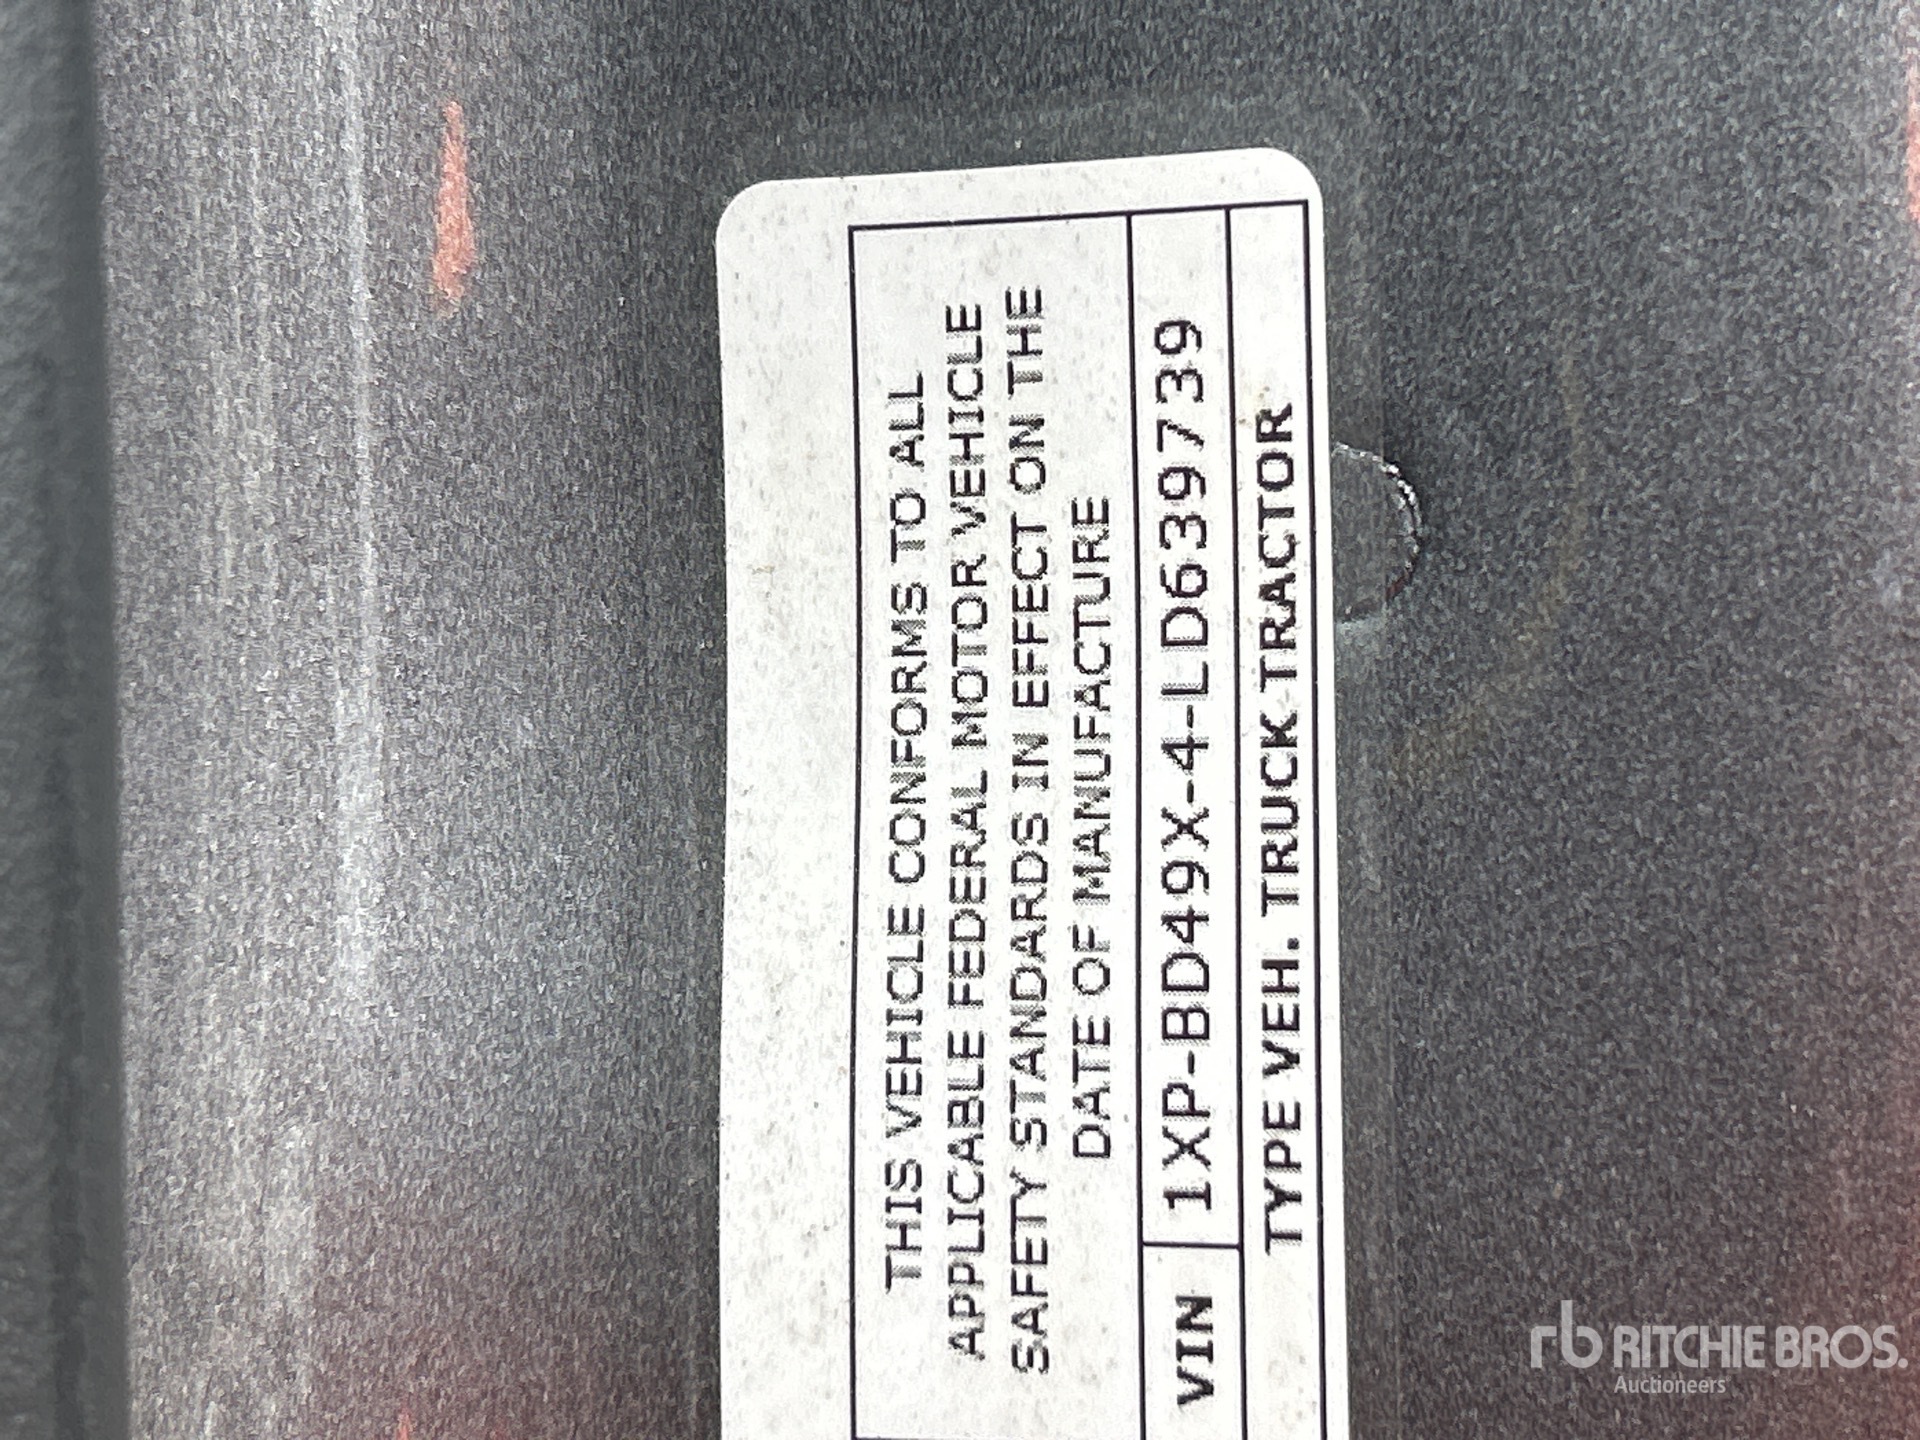 THIS VEHICLE CONFORMS TO ALL
APPLICABLE FEDERAL MOTOR VEHICLE
SAFETY STANDARDS IN EFFECT ON THE
DATE OF MANUFACTURE
VIN 1XP-BD49X-4-LD639739
TYPE VEH. TRUCK TRACTOR
rb RITCHIE BROS.
Auctioneers